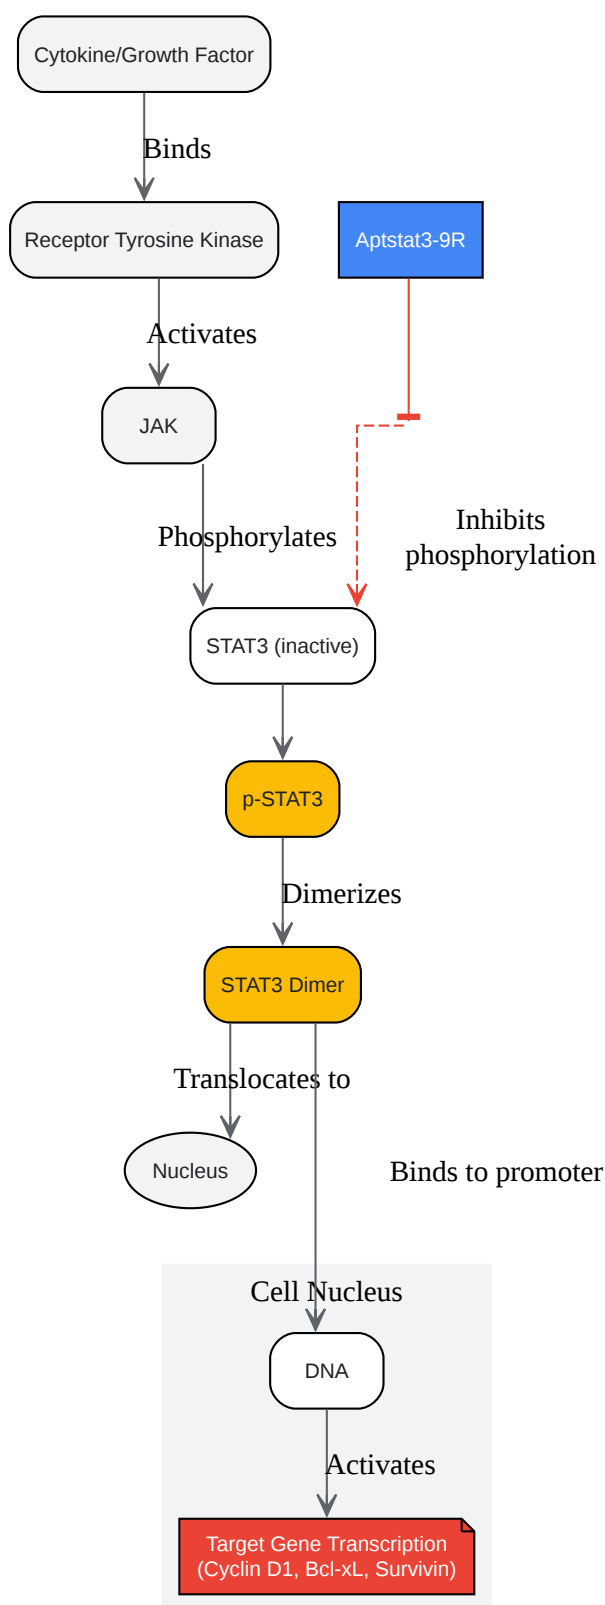 Cytokine/Growth Factor
Binds
Receptor Tyrosine Kinase
Aptstat3-9R
Activates
JAK
Phosphorylates
Inhibits
phosphorylation
STAT3 (inactive)
p-STAT3
Dimerizes
STAT3 Dimer
Translocates to
Nucleus
Binds to promoter
Cell Nucleus
DNA
Activates
Target Gene Transcription
(Cyclin D1, Bcl-xL, Survivin)